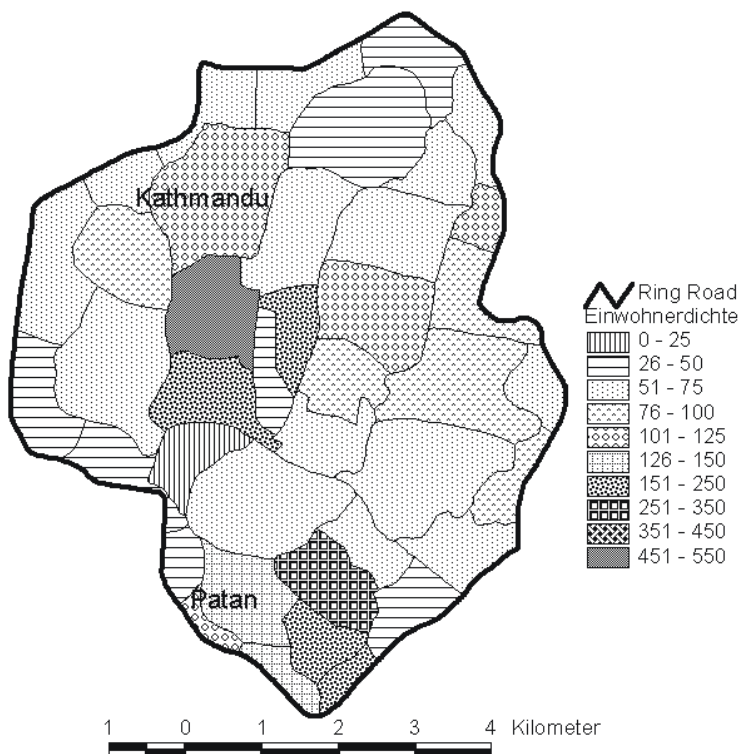 Kathmandu
Patan
Ring Road
Einwohnerdichte
0 - 25
26 - 50
51 - 75
76 - 100
101 - 125
126 - 150
151 - 250
251 - 350
351 - 450
451 - 550
1 0 1 2 3 4 Kilometer